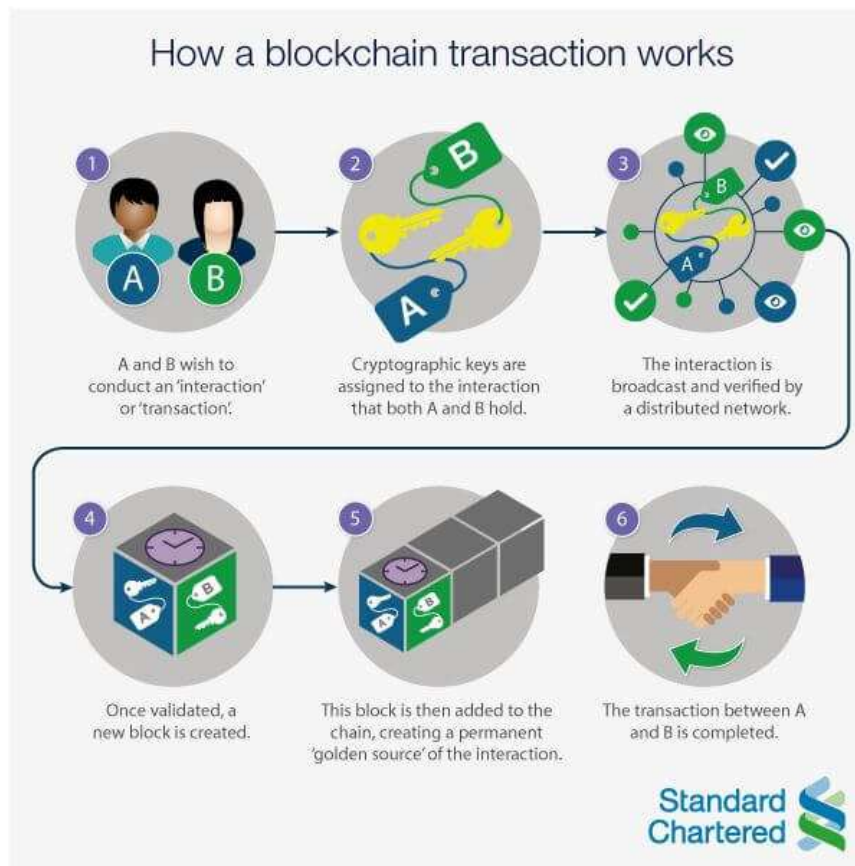 How a blockchain transaction works
1
2
3
A
B
B
A
B
A
A and B wish to
conduct an 'interaction'
or 'transaction'.
Cryptographic keys are
assigned to the interaction
that both A and B hold.
The interaction is
broadcast and verified by
a distributed network.
4
5
6
A
B
A
B
Once validated, a
new block is created.
This block is then added to the
chain, creating a permanent
'golden source' of the interaction.
The transaction between A
and B is completed.
Standard
Chartered